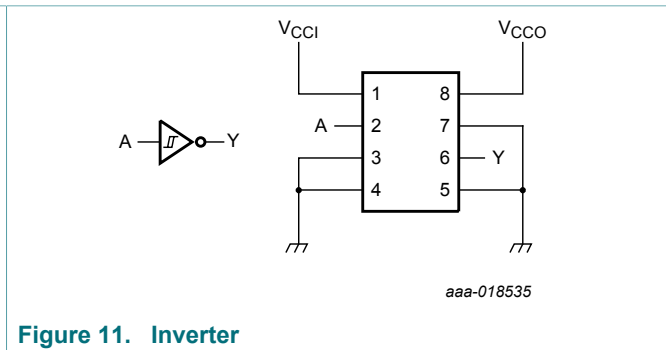 VCCI VCCO
A Y
1 8
A 2 7
3 6 Y
4 5
aaa-018535
Figure 11. Inverter